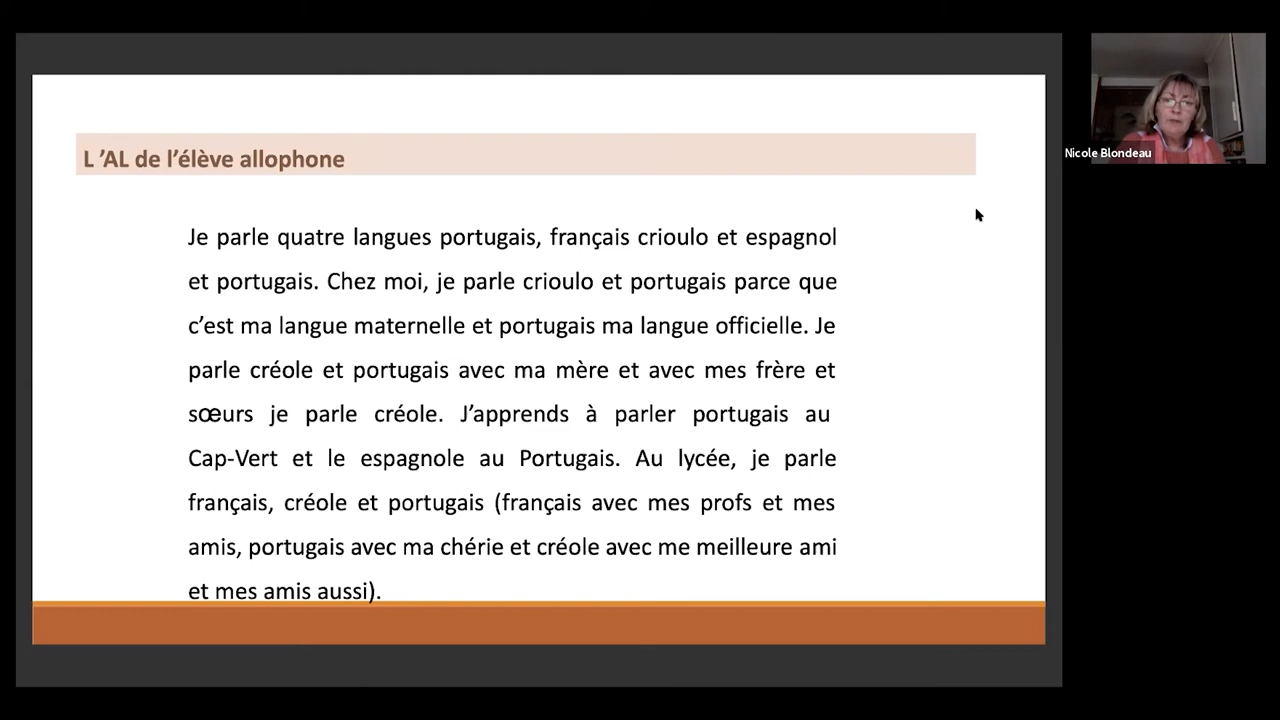 L ’AL de l’élève allophone
Je parle quatre langues portugais, français crioulo et espagnol
et portugais. Chez moi, je parle crioulo et portugais parce que
c’est ma langue maternelle et portugais ma langue officielle. Je
parle créole et portugais avec ma mère et avec mes frère et
sœurs je parle créole. J’apprends à parler portugais au
Cap-Vert et le espagnole au Portugais. Au lycée, je parle
français, créole et portugais (français avec mes profs et mes
amis, portugais avec ma chérie et créole avec me meilleure ami
et mes amis aussi).
Nicole Blondeau